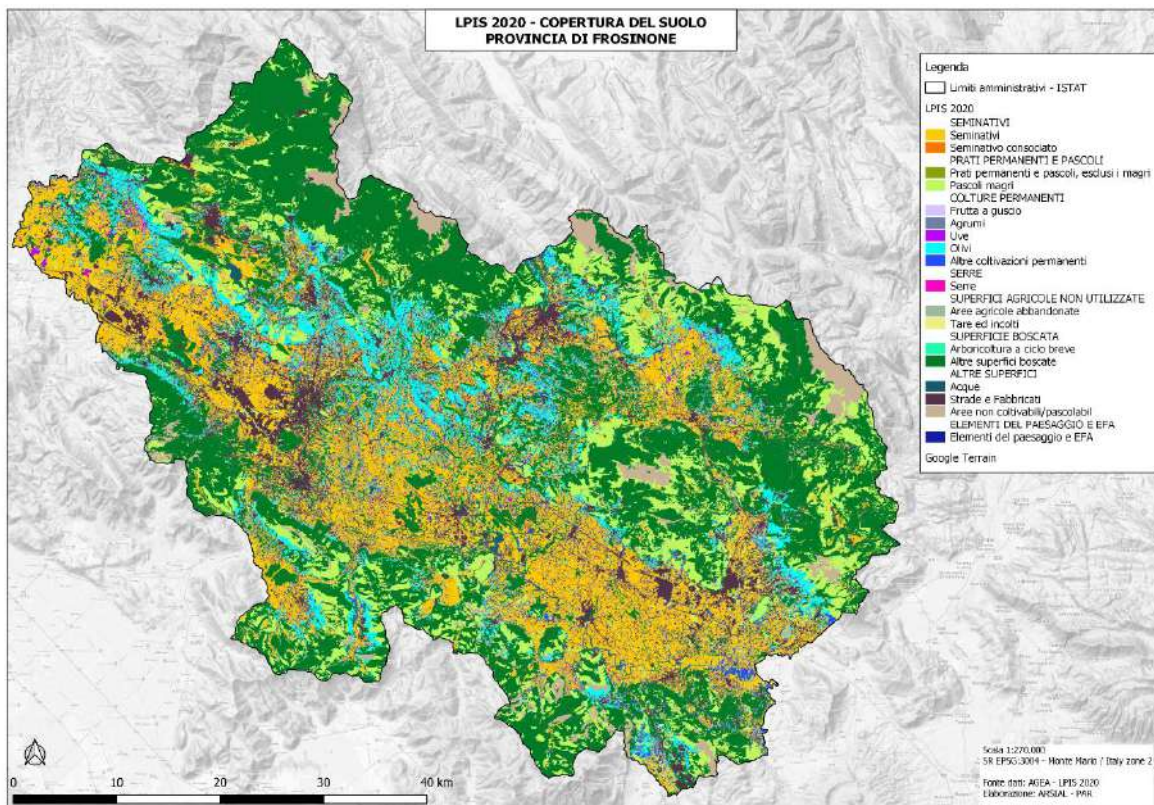 LPIS 2020 - COPERTURA DEL SUOLO
PROVINCIA DI FROSINONE
Legenda
Limiti amministrativi - ISTAT
LPIS 2020
SEMINATIVI
Seminativi
Seminativo consociato
PRATI PERMANENTI E PASCOLI
Prati permanenti e pascoli, esclusi i magri
Pascoli magri
COLTURE PERMANENTI
Frutta a guscio
Agrumi
Uve
Olivi
Altre coltivazioni permanenti
SERRE
Serre
SUPERFICI AGRICOLE NON UTILIZZATE
Aree agricole abbandonate
Tare ed incolti
SUPERFICIE BOSCATA
Arboricoltura a ciclo breve
Altre superfici boscate
ALTRE SUPERFICI
Acque
Strade e Fabbricati
Aree non coltivabili/pascolabil
ELEMENTI DEL PAESAGGIO E EFA
Elementi del paesaggio e EFA
Google Terrain
Scala 1:270.000
SR EPSG:3004 - Monte Mario / Italy zone 2
Fonte dati: AGEA - LPIS 2020
Elaborazione: ARSIAL - PAR
0 10 20 30 40 km